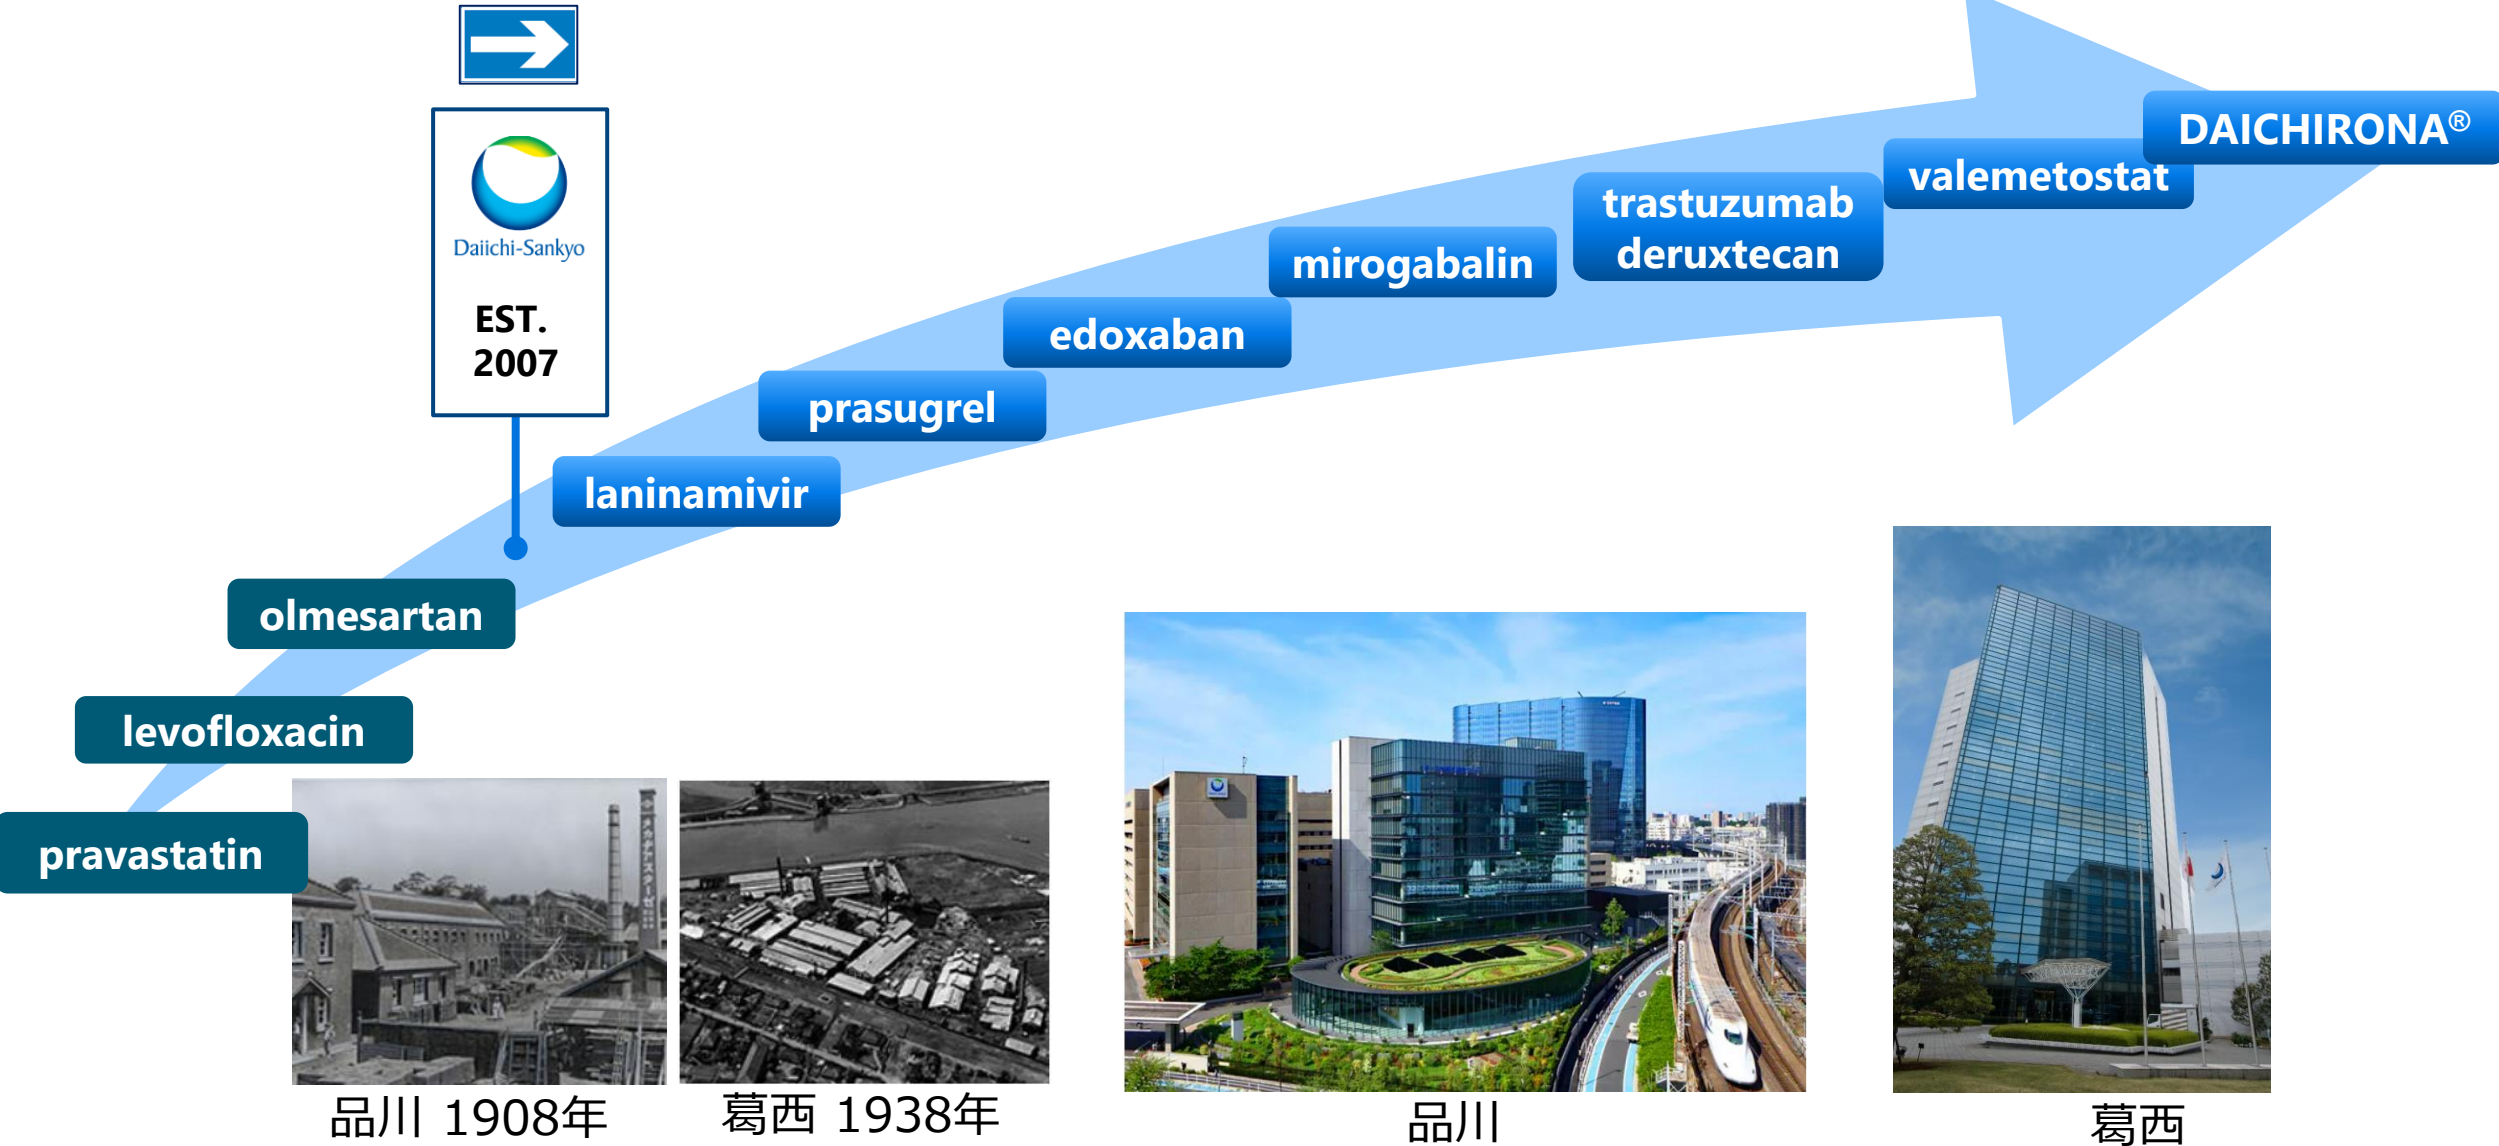 Daiichi-Sankyo
EST.
2007
DAICHIRONA®
valemetostat
trastuzumab
deruxtecan
mirogabalin
edoxaban
prasugrel
laninamivir
olmesartan
levofloxacin
pravastatin
品川 1908年
葛西 1938年
品川
葛西